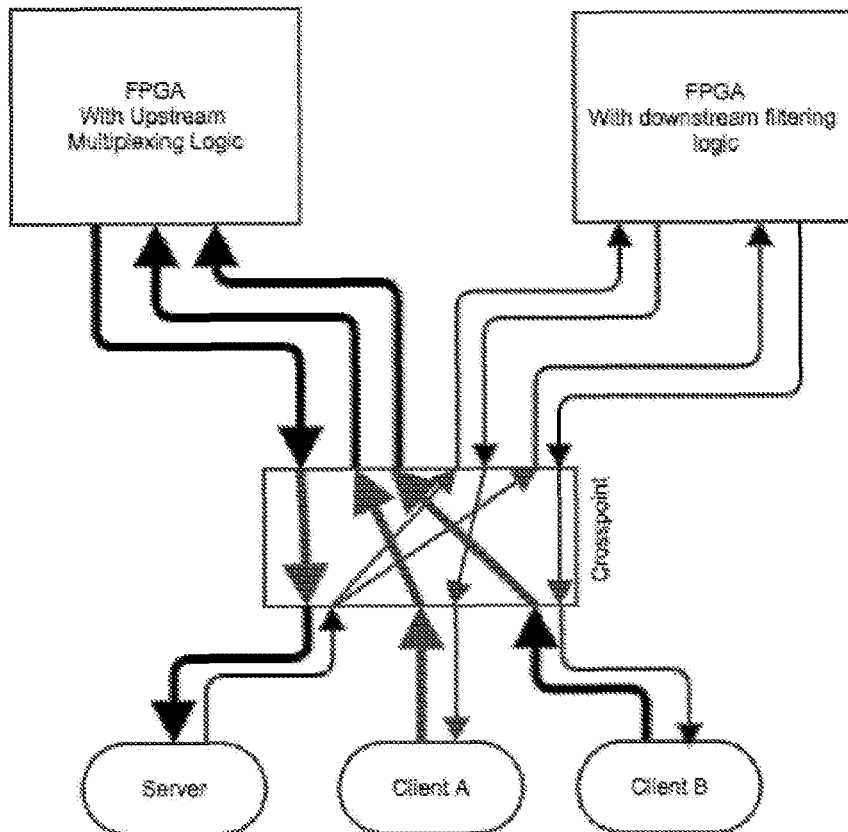 FPGA
With Upstream
Multiplexing Logic
FPGA
With downstream filtering
logic
Crosspoint
Server
Client A
Client B